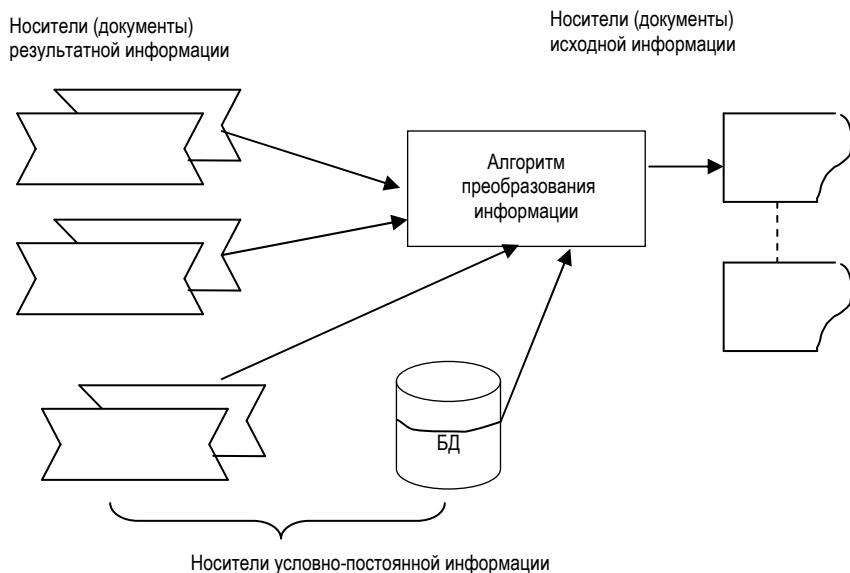 Носители (документы)
результатной информации
Носители (документы)
исходной информации
Алгоритм
преобразования
информации
БД
Носители условно-постоянной информации